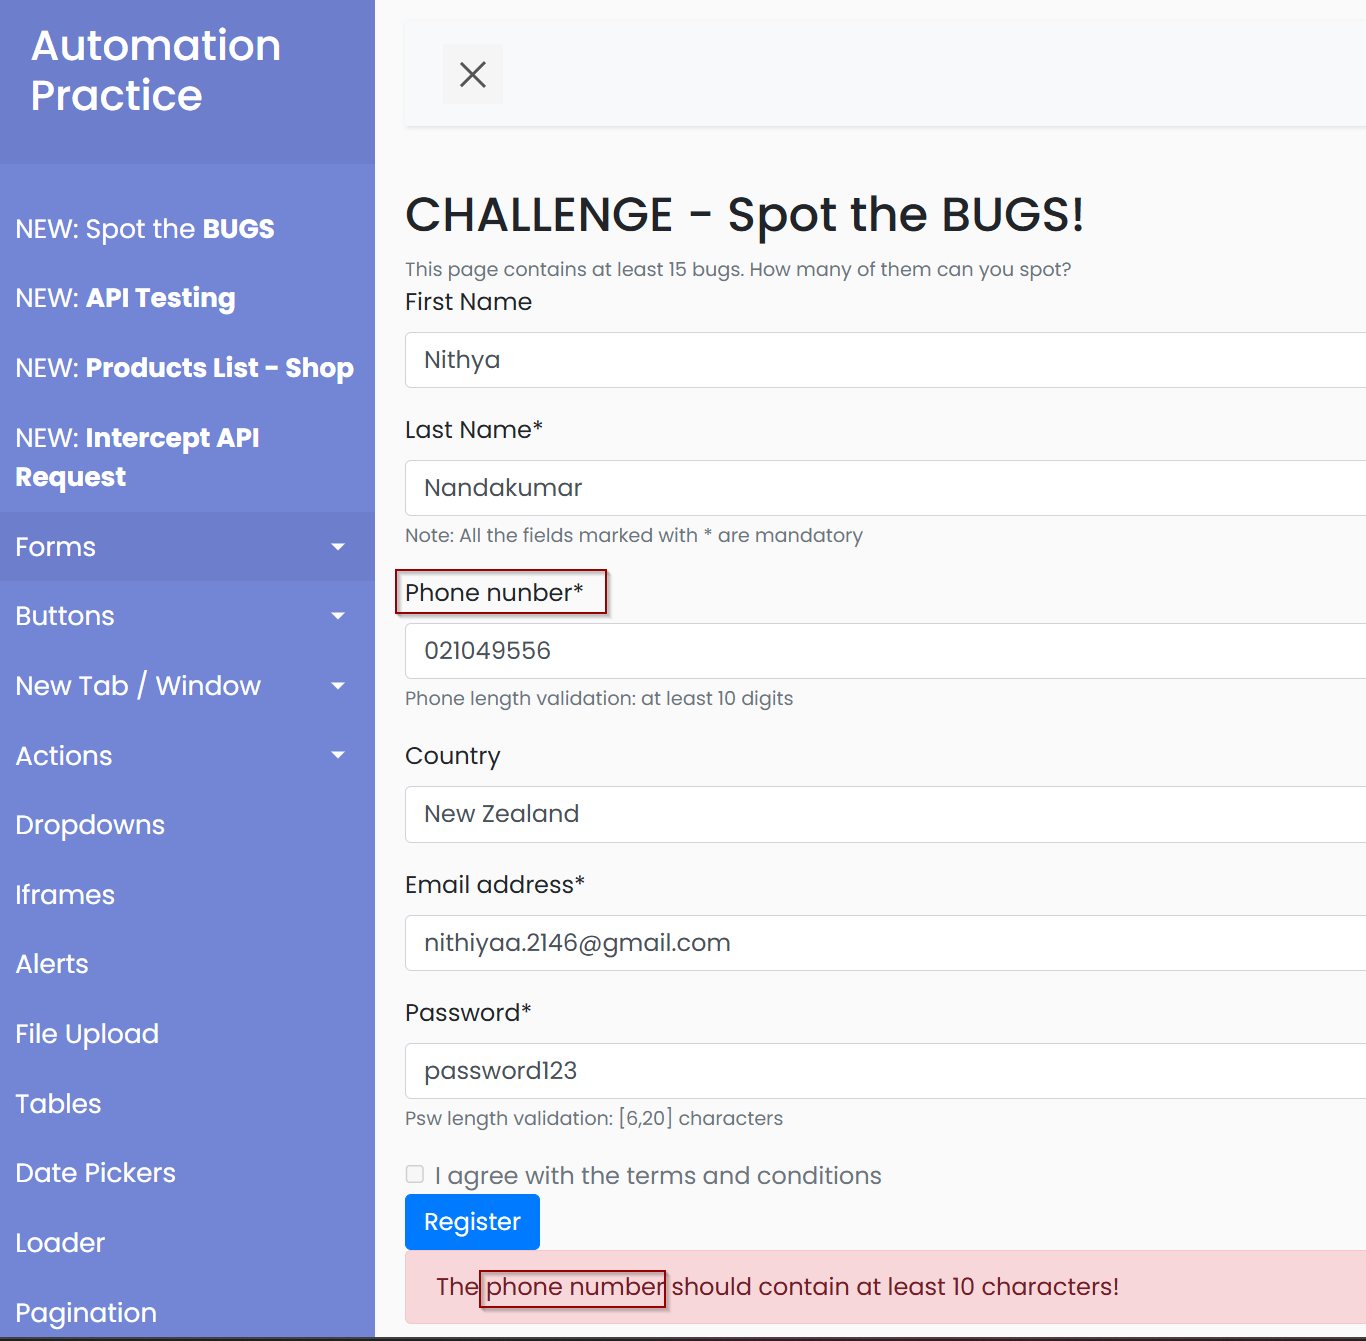 Automation
Practice
NEW: Spot the BUGS
NEW: API Testing
NEW: Products List - Shop
NEW: Intercept API
Request
Forms
Buttons
New Tab / Window
Actions
Dropdowns
Iframes
Alerts
File Upload
Tables
Date Pickers
Loader
Pagination
CHALLENGE - Spot the BUGS!
This page contains at least 15 bugs. How many of them can you spot?
First Name
Nithya
Last Name*
Nandakumar
Note: All the fields marked with * are mandatory
Phone nunber*
021049556
Phone length validation: at least 10 digits
Country
New Zealand
Email address*
nithiyaa.2146@gmail.com
Password*
password123
Psw length validation: [6,20] characters
I agree with the terms and conditions
Register
The phone number should contain at least 10 characters!